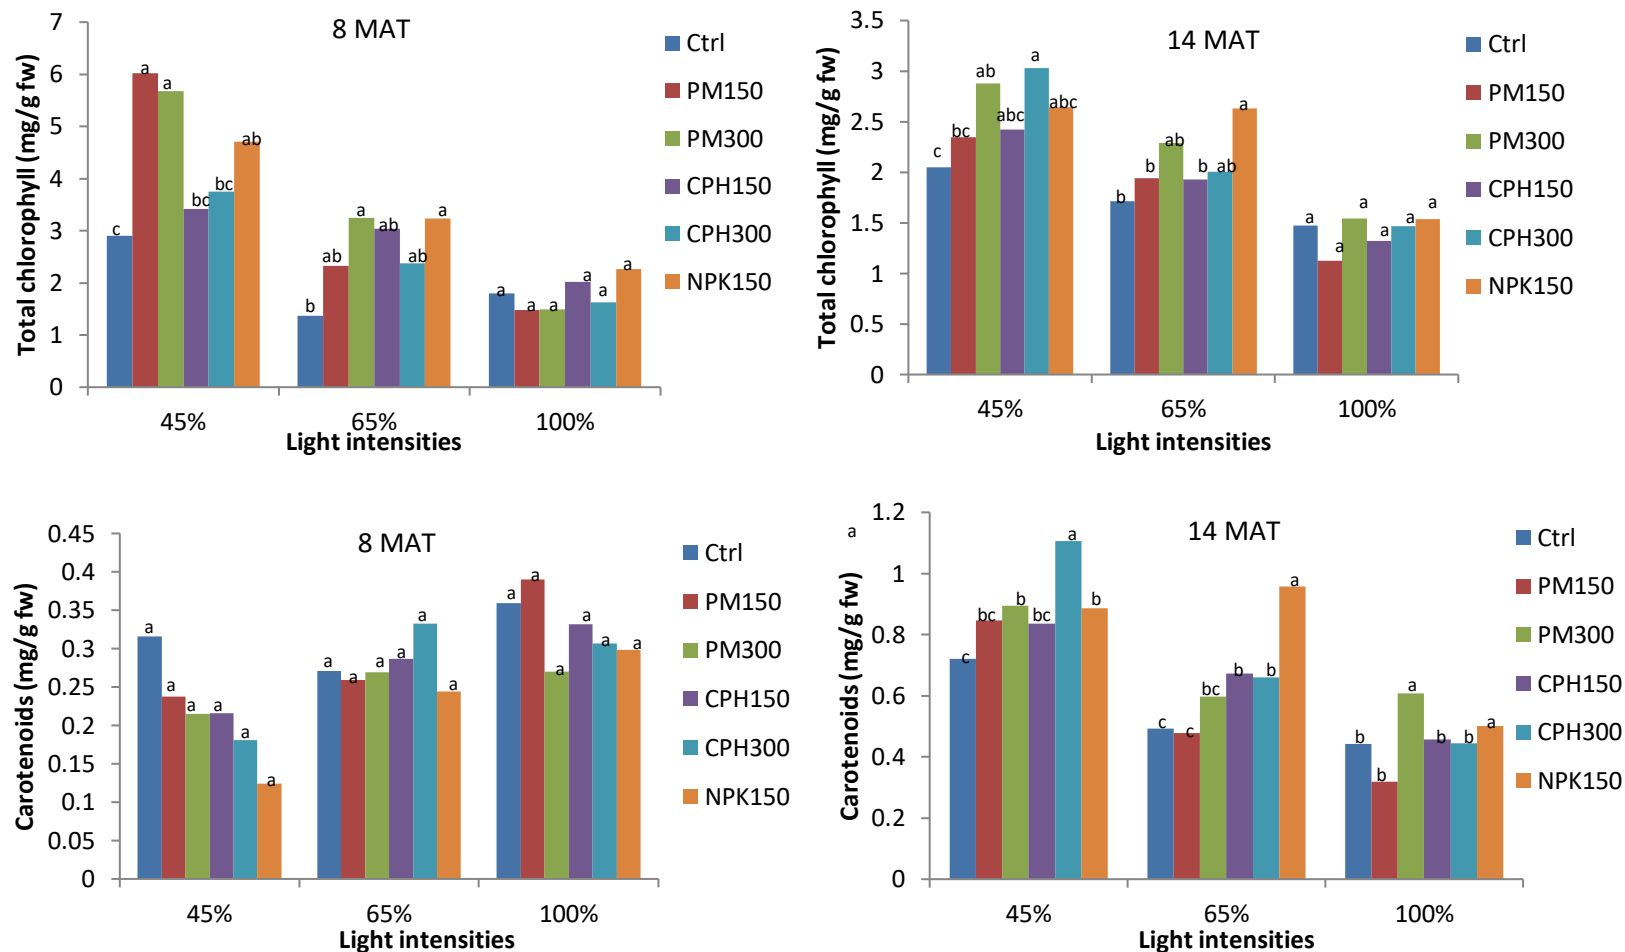 8 MAT
Total chlorophyll (mg/g fw)
7
6
5
4
3
2
1
0
c a a bc bc ab
b ab a ab ab a
a a a a a a
45% 65% 100%
Light intensities
Ctrl
PM150
PM300
CPH150
CPH300
NPK150
14 MAT
Total chlorophyll (mg/g fw)
3.5
3
2.5
2
1.5
1
0.5
0
c bc ab abc a abc
b b ab b ab a
a a a a a a
45% 65% 100%
Light intensities
Ctrl
PM150
PM300
CPH150
CPH300
NPK150
8 MAT
Carotenoids (mg/g fw)
0.45
0.4
0.35
0.3
0.25
0.2
0.15
0.1
0.05
0
a a a a a a
a a a a a a
a a a a a a
45% 65% 100%
Light intensities
Ctrl
PM150
PM300
CPH150
CPH300
NPK150
a
14 MAT
Carotenoids (mg/g fw)
1.2
1
0.8
0.6
0.4
0.2
0
c bc b bc a b
c c bc b b a
b b a b b a
45% 65% 100%
Light intensities
Ctrl
PM150
PM300
CPH150
CPH300
NPK150